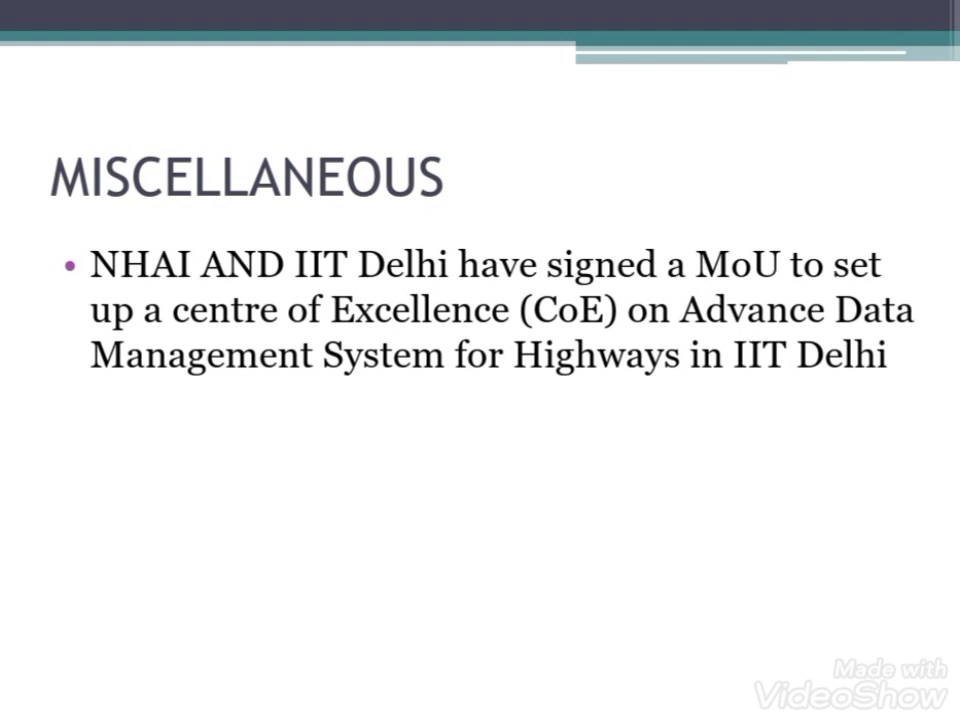 MISCELLANEOUS
• NHAI AND IIT Delhi have signed a MoU to set
up a centre of Excellence (CoE) on Advance Data
Management System for Highways in IIT Delhi
Made with
VideoShow